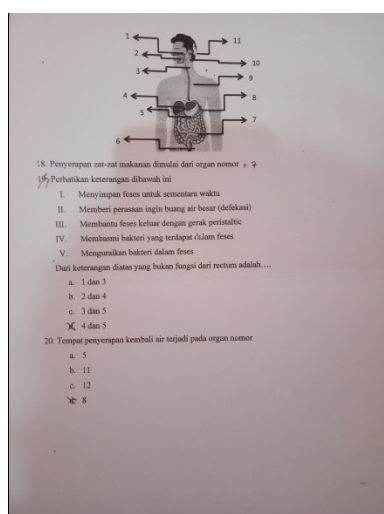 1
11
2
10
3
9
4
8
5
7
6
18. Penyerapan zat-zat makanan dimulai dari organ nomor = 7
19. Perhatikan keterangan dibawah ini
I. Menyimpan feses untuk sementara waktu
II. Memberi perasaan ingin buang air besar (defekasi)
III. Membantu feses keluar dengan gerak peristaltic
IV. Membasmi bakteri yang terdapat dalam feses
V. Menguraikan bakteri dalam feses
Dari keterangan diatas yang bukan fungsi dari rectum adalah....
a. 1 dan 3
b. 2 dan 4
c. 3 dan 5
4 dan 5
20. Tempat penyerapan kembali air terjadi pada organ nomor
a. 5
b. 11
c. 12
8